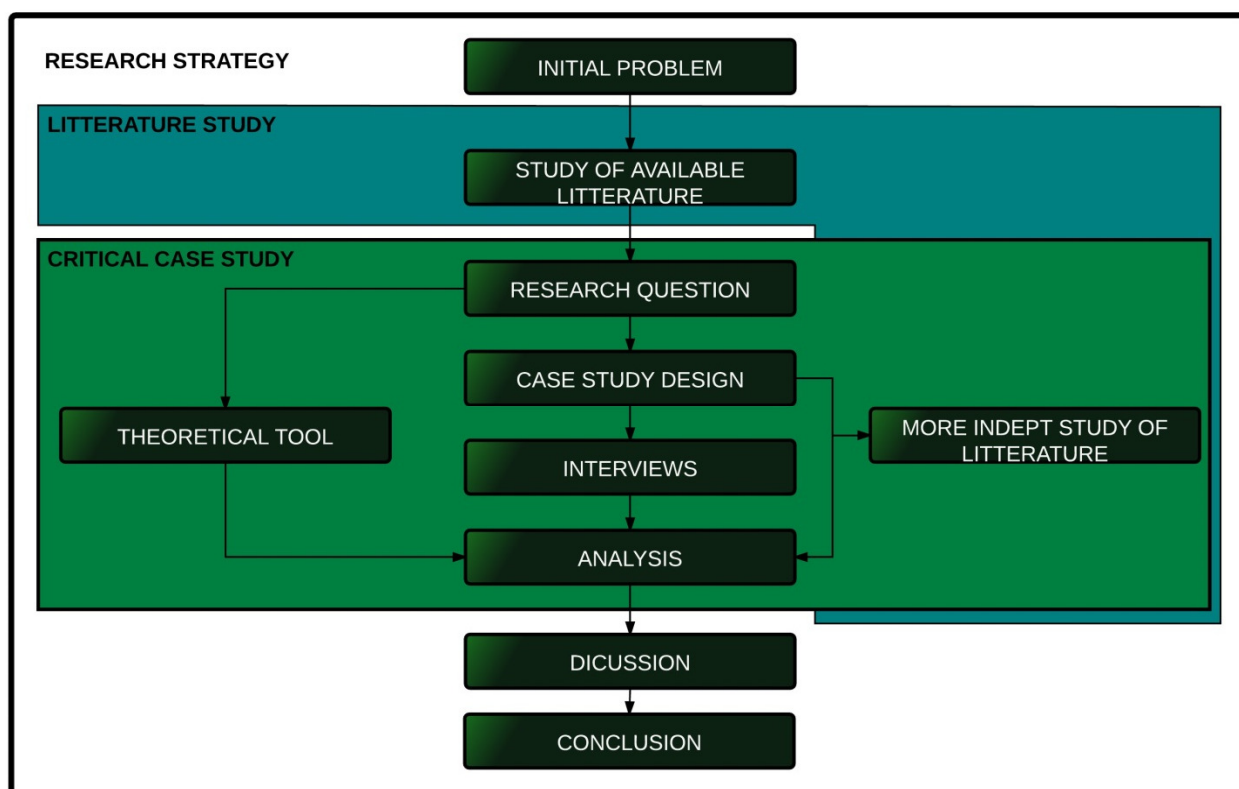 RESEARCH STRATEGY
INITIAL PROBLEM
LITTERATURE STUDY
STUDY OF AVAILABLE
LITTERATURE
CRITICAL CASE STUDY
RESEARCH QUESTION
CASE STUDY DESIGN
THEORETICAL TOOL
MORE INDEPT STUDY OF
LITTERATURE
INTERVIEWS
ANALYSIS
DICUSSION
CONCLUSION